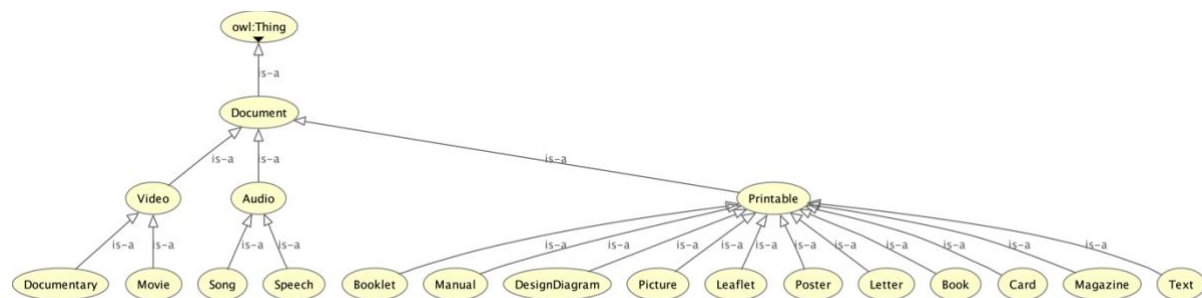 owl:Thing
is-a
Document
is-a is-a is-a
Video Audio Printable
is-a is-a is-a is-a is-a is-a is-a is-a is-a is-a is-a is-a is-a is-a is-a
Documentary Movie Song Speech Booklet Manual DesignDiagram Picture Leaflet Poster Letter Book Card Magazine Text